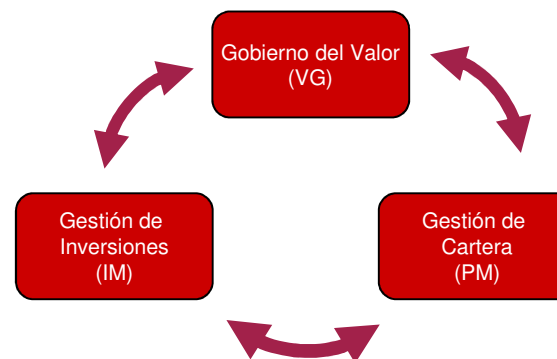 Gobierno del Valor
(VG)
Gestión de
Inversiones
(IM)
Gestión de
Cartera
(PM)